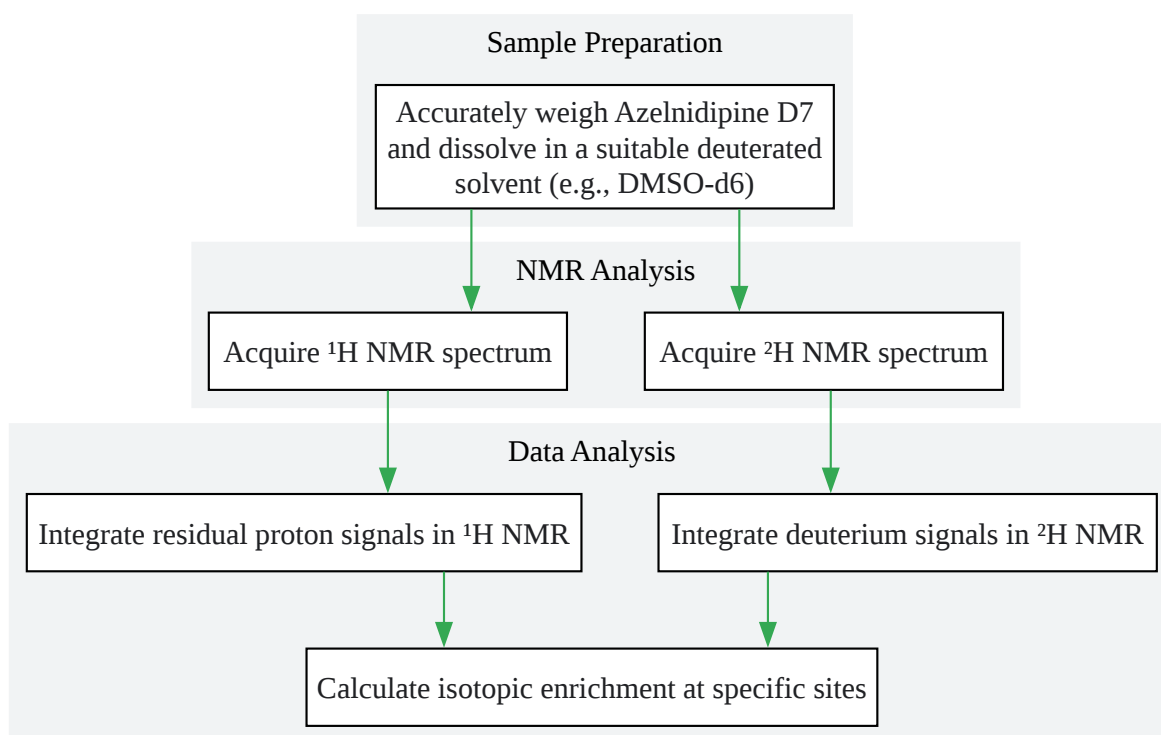 Sample Preparation
Accurately weigh Azelnidipine D7
and dissolve in a suitable deuterated
solvent (e.g., DMSO-d6)
NMR Analysis
Acquire ¹H NMR spectrum
Acquire ²H NMR spectrum
Data Analysis
Integrate residual proton signals in ¹H NMR
Integrate deuterium signals in ²H NMR
Calculate isotopic enrichment at specific sites